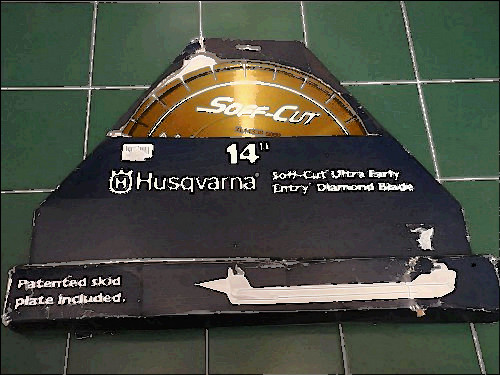 SOFF-CUT
14"
Husqvarna
Soff-Cut Ultra Early
Entry Diamond Blade
Patented skid
plate included.